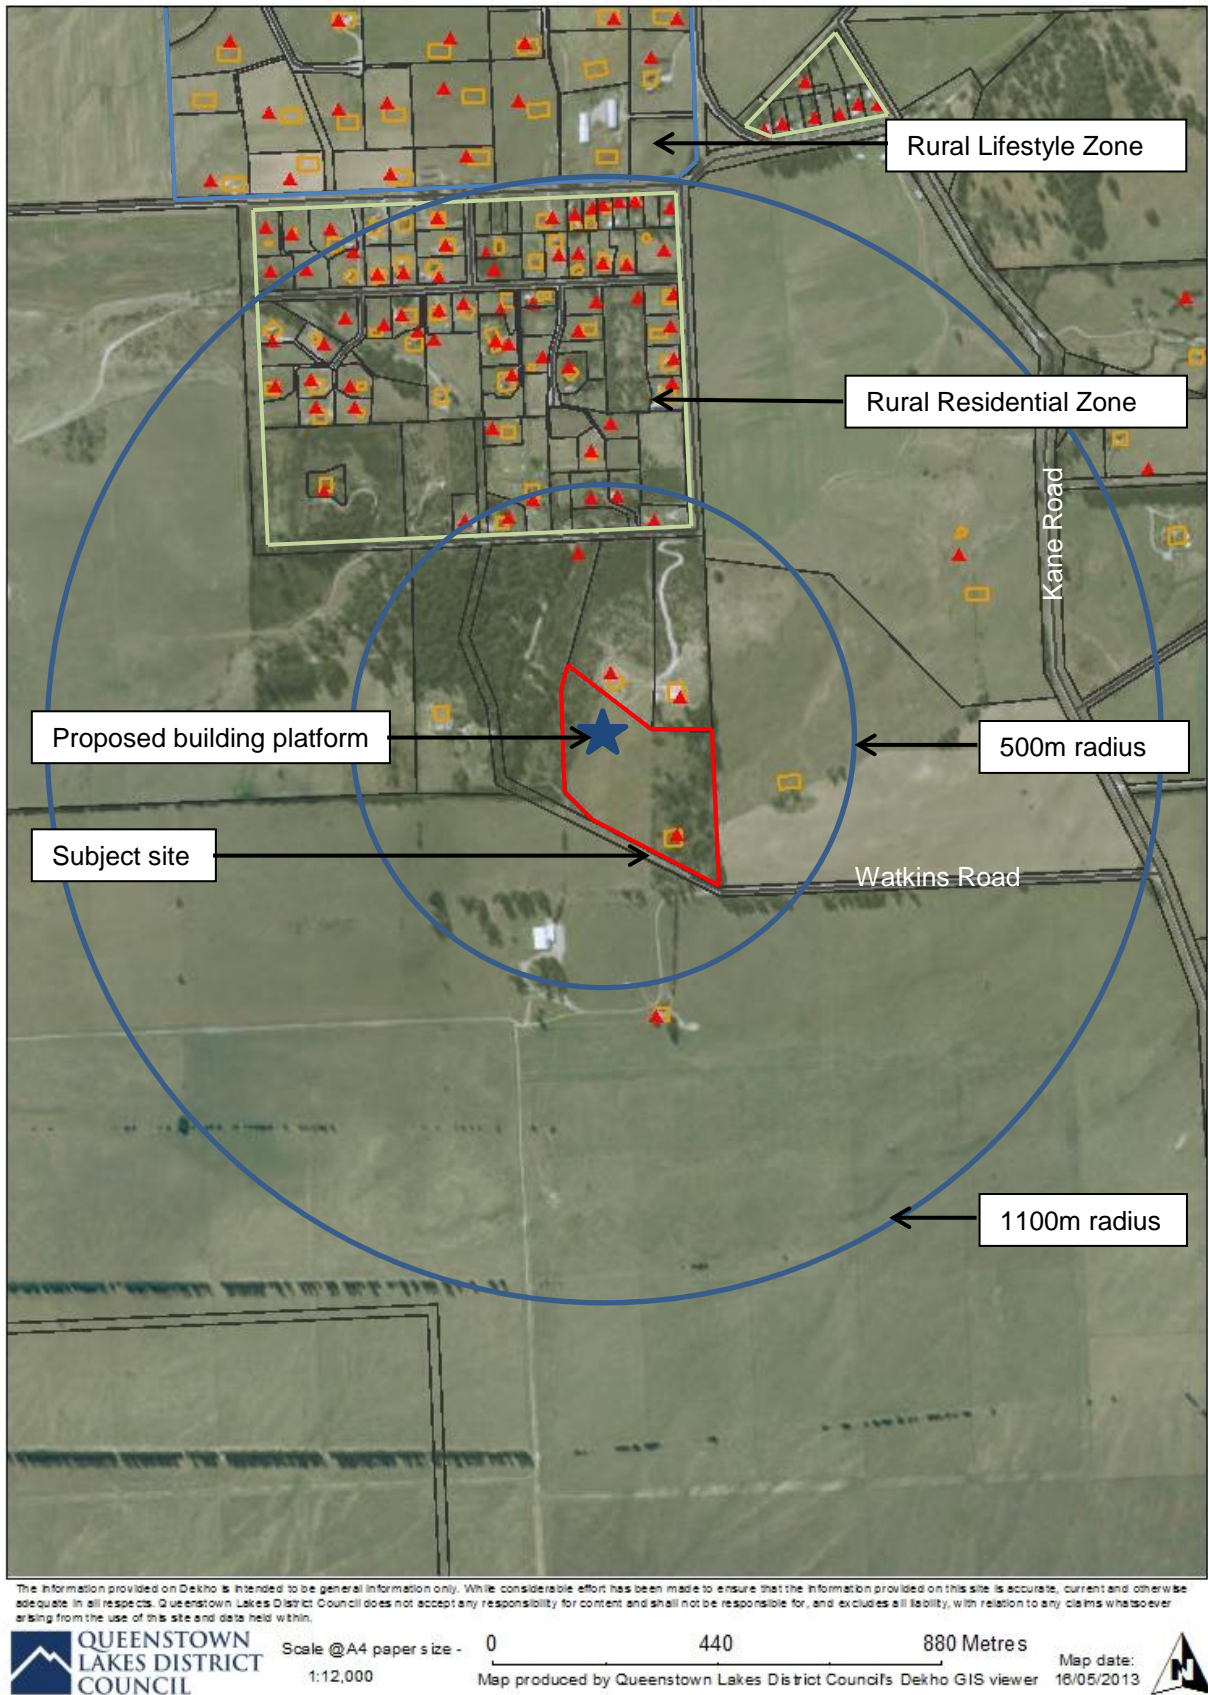 Rural Lifestyle Zone
Rural Residential Zone
Kane Road
Proposed building platform
500m radius
Subject site
Watkins Road
1100m radius
The information provided on Dekho is intended to be general information only. While considerable effort has been made to ensure that the information provided on this site is accurate, current and otherwise
adequate in all respects. Queenstown Lakes District Council does not accept any responsibility for content and shall not be responsible for, and excludes all liability, with relation to any claims whatsoever
arising from the use of this site and data held within.
QUEENSTOWN
LAKES DISTRICT
COUNCIL
Scale @A4 paper size -
1:12,000
0 440 880 Metres
Map produced by Queenstown Lakes District Council's Dekho GIS viewer
Map date:
16/05/2013
N